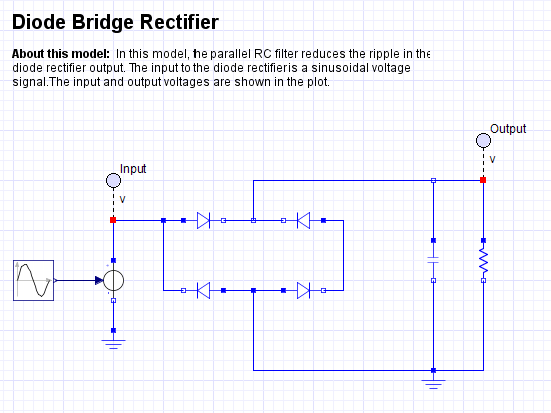 Diode Bridge Rectifier
About this model: In this model, the parallel RC filter reduces the ripple in the
diode rectifier output. The input to the diode rectifier is a sinusoidal voltage
signal.The input and output voltages are shown in the plot.
Output
v
Input
v